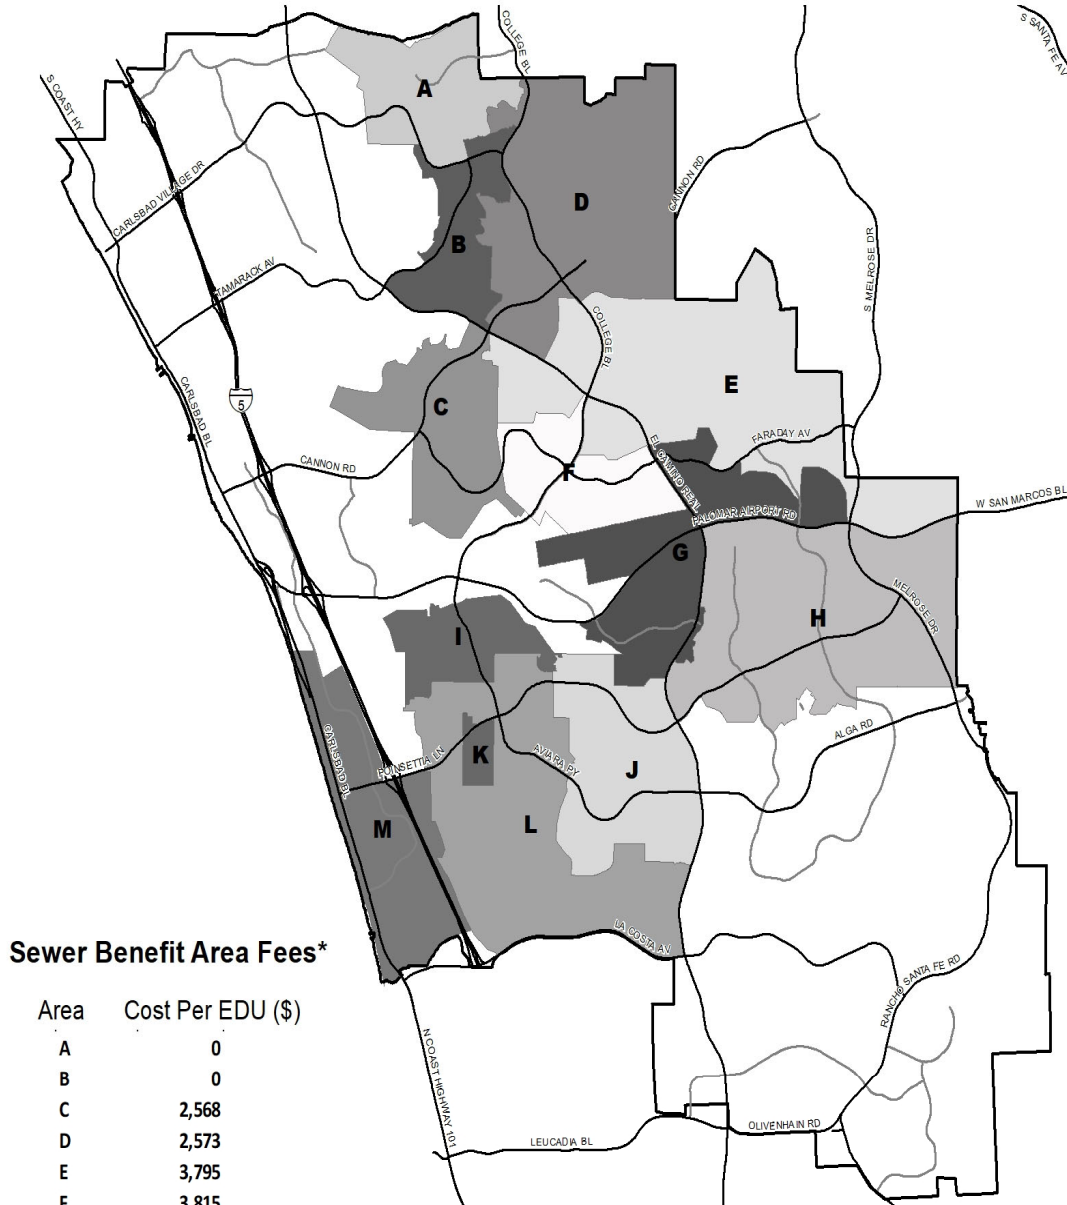 S SANTA FE AV
COLLEGE BL
S COAST HY
A
CANNON RD
CARLSBAD VILLAGE DR
D
B
S MELROSE DR
TAMARACK AV
COLLEGE BL
E
5
CARLSBAD BL
C
FARADAY AV
EL CAMINO REAL
CANNON RD
F
W SAN MARCOS BL
PALOMAR AIRPORT RD
G
MELROSE DR
H
I
ALGA RD
CARLSBAD BL
POINSETTIA LN
K
AVIARA PY
J
M
L
LA COSTA AV
RANCHO SANTA FE RD
N COAST HIGHWAY 101
OLIVENHAIN RD
LEUCADIA BL
Sewer Benefit Area Fees*
Area Cost Per EDU ($)
A 0
B 0
C 2,568
D 2,573
E 3,795
F 3,815